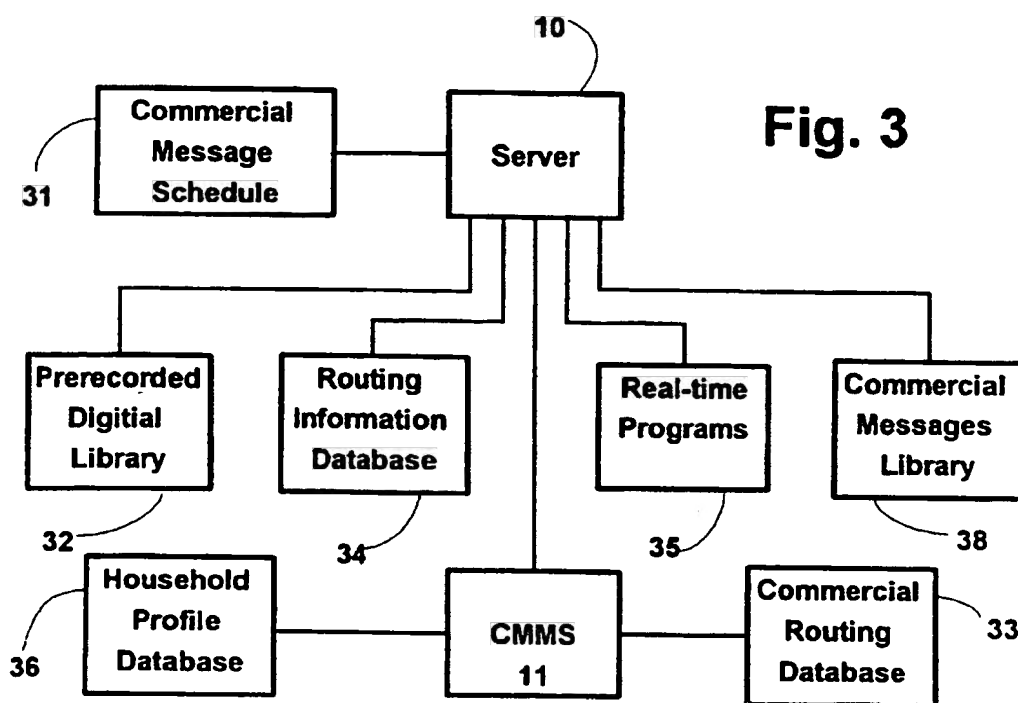 10
Commercial
Message
Schedule
31
Server
Fig. 3
Prerecorded
Digitial
Library
32
Routing
Information
Database
34
Real-time
Programs
35
Commercial
Messages
Library
38
Household
Profile
Database
36
CMMS
11
Commercial
Routing
Database
33